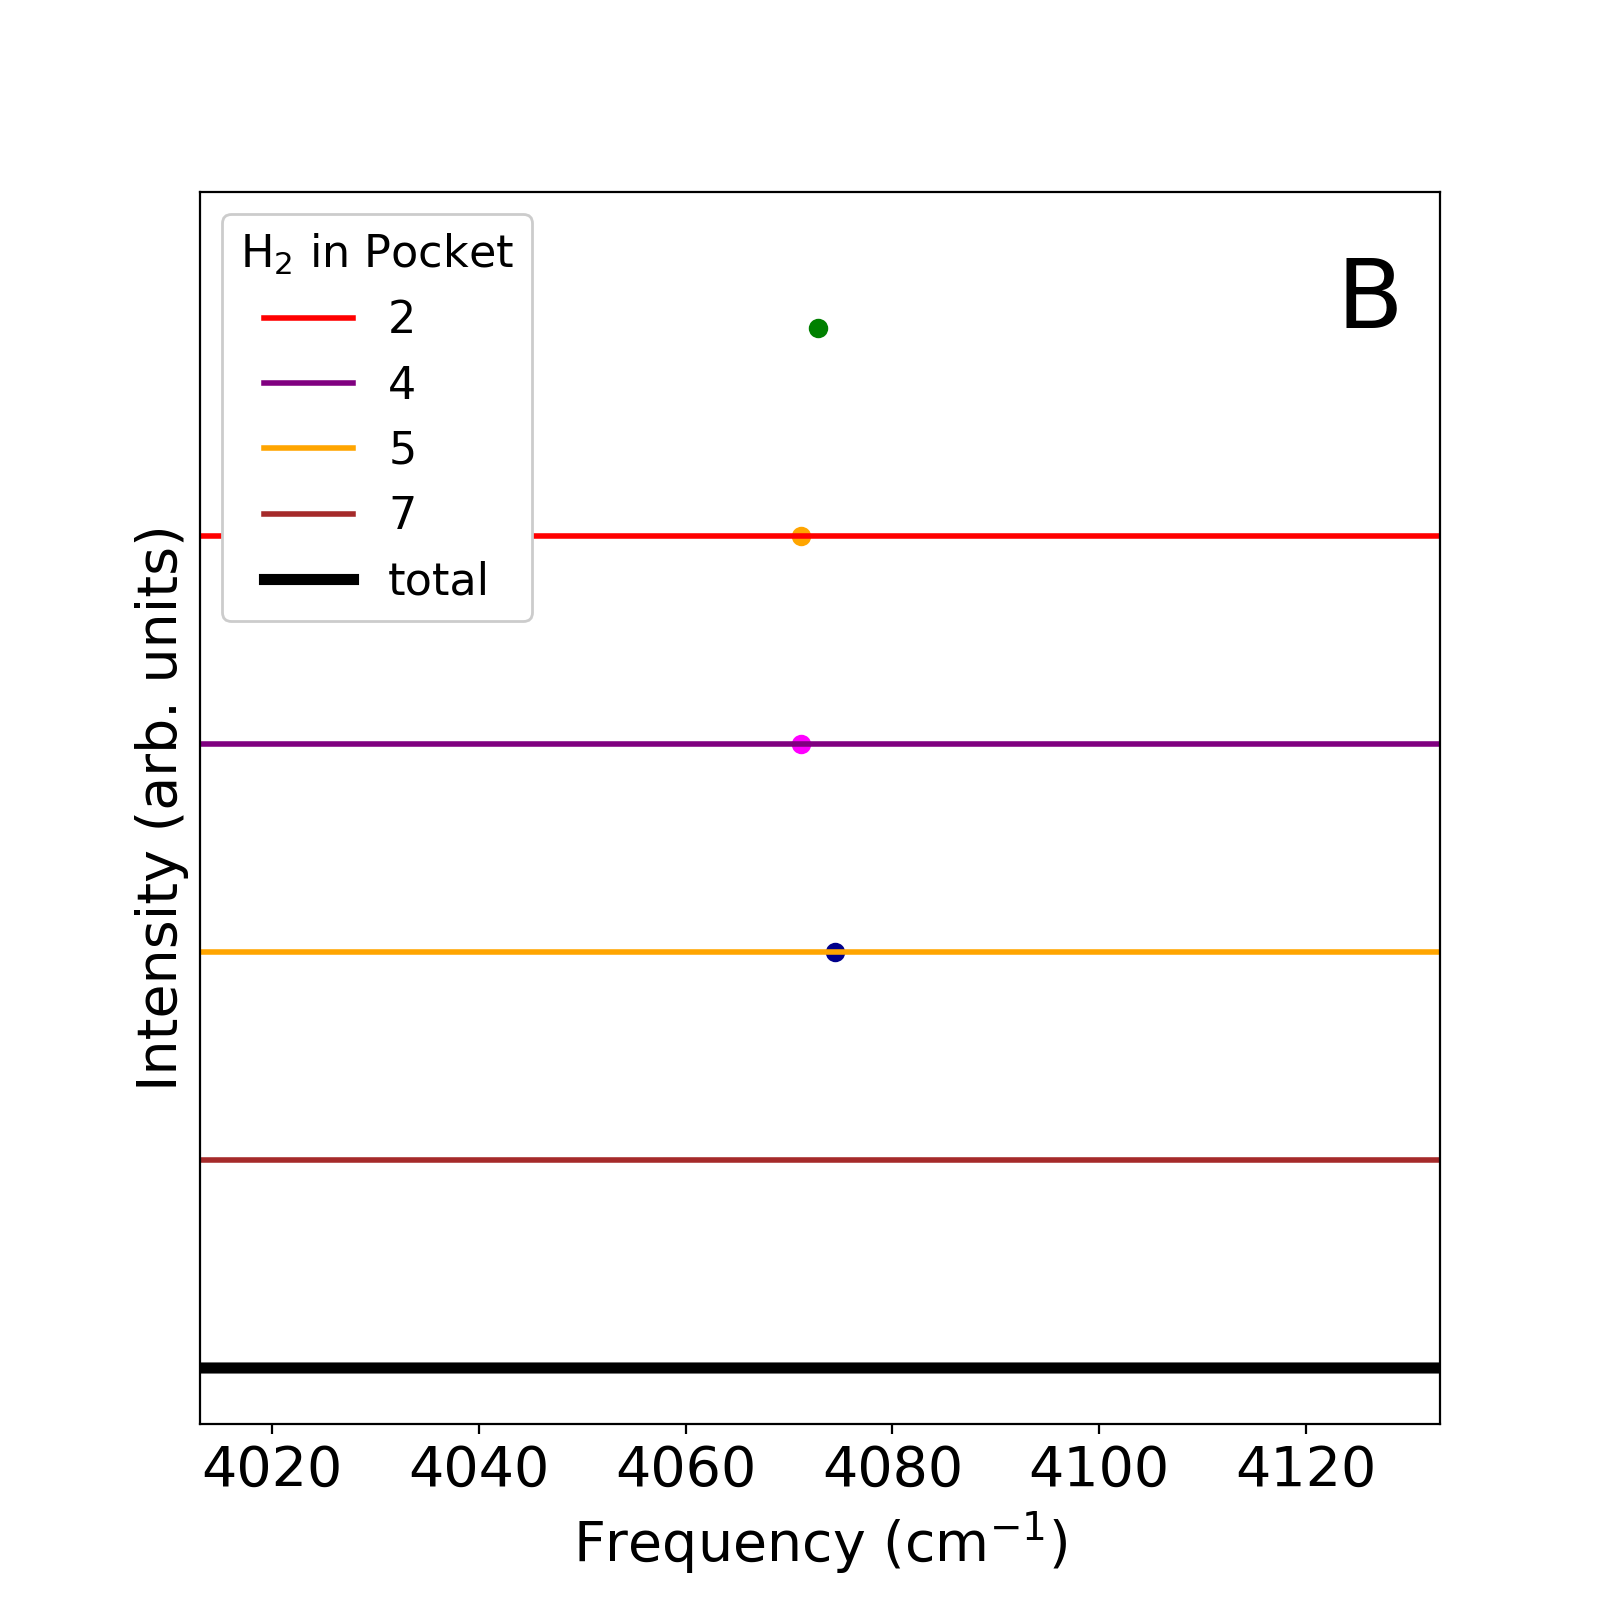 H₂ in Pocket
2
4
5
7
total
B
Intensity (arb. units)
4020 4040 4060 4080 4100 4120
Frequency (cm⁻¹)